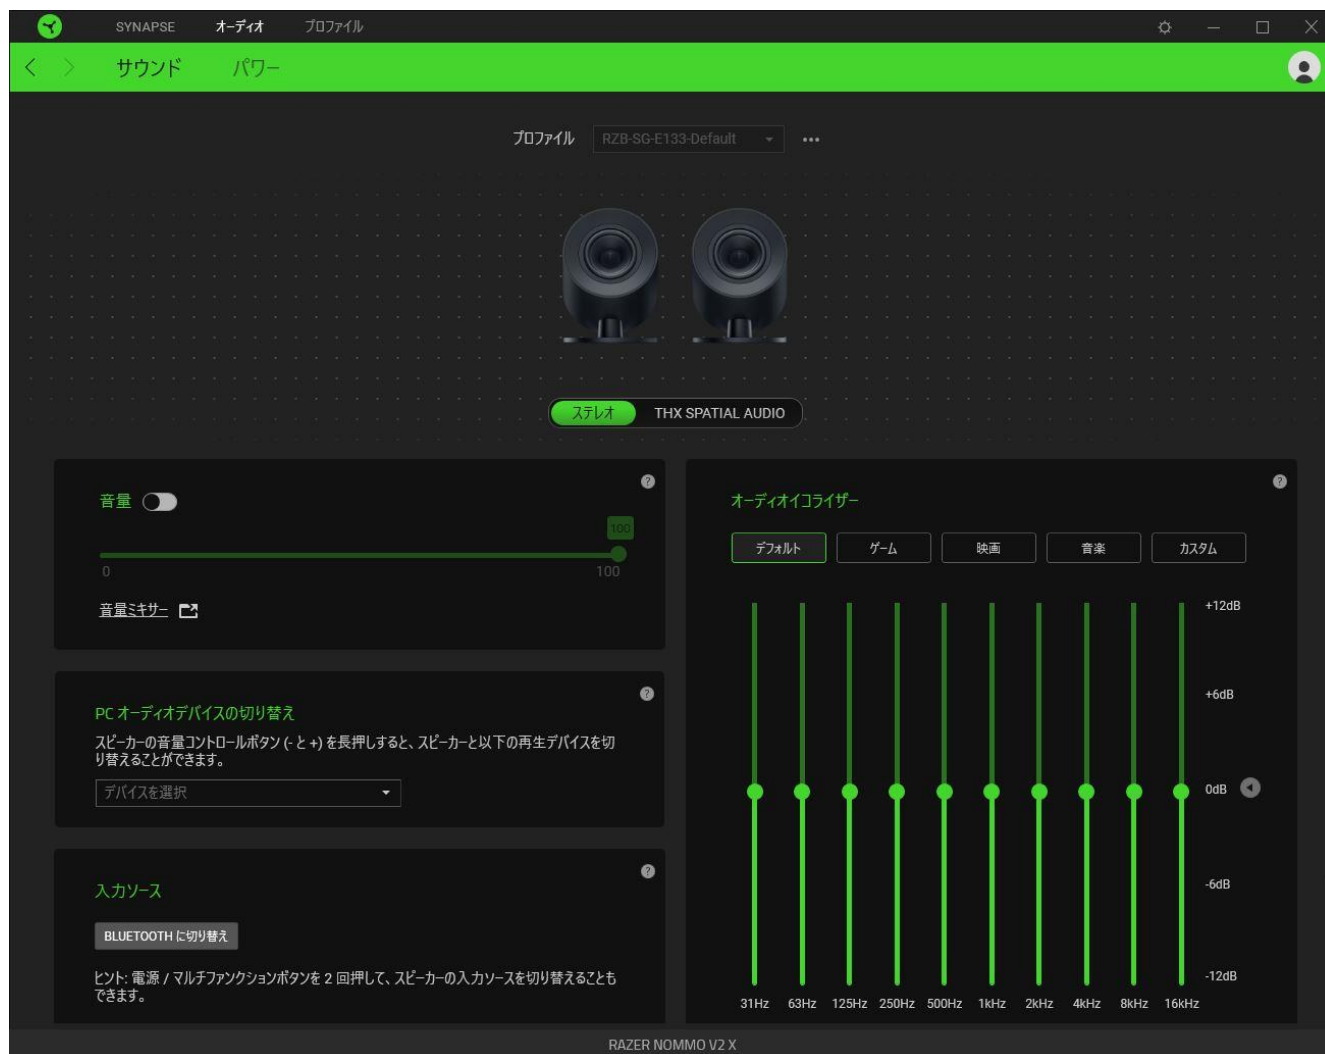 SYNAPSE オーディオ プロファイル
サウンド パワー
プロファイル RZB-SG-E133-Default
ステレオ THX SPATIAL AUDIO
音量
100
0 100
音量ミキサー
PC オーディオデバイスの切り替え
スピーカーの音量コントロールボタン (- と +) を長押しすると、スピーカーと以下の再生デバイスを切
り替えることができます。
デバイスを選択
入力ソース
BLUETOOTH に切り替え
ヒント: 電源 / マルチファンクションボタンを 2 回押して、スピーカーの入力ソースを切り替えることも
できます。
オーディオイコライザー
デフォルト ゲーム 映画 音楽 カスタム
+12dB
+6dB
0dB
-6dB
-12dB
31Hz 63Hz 125Hz 250Hz 500Hz 1kHz 2kHz 4kHz 8kHz 16kHz
RAZER NOMMO V2 X